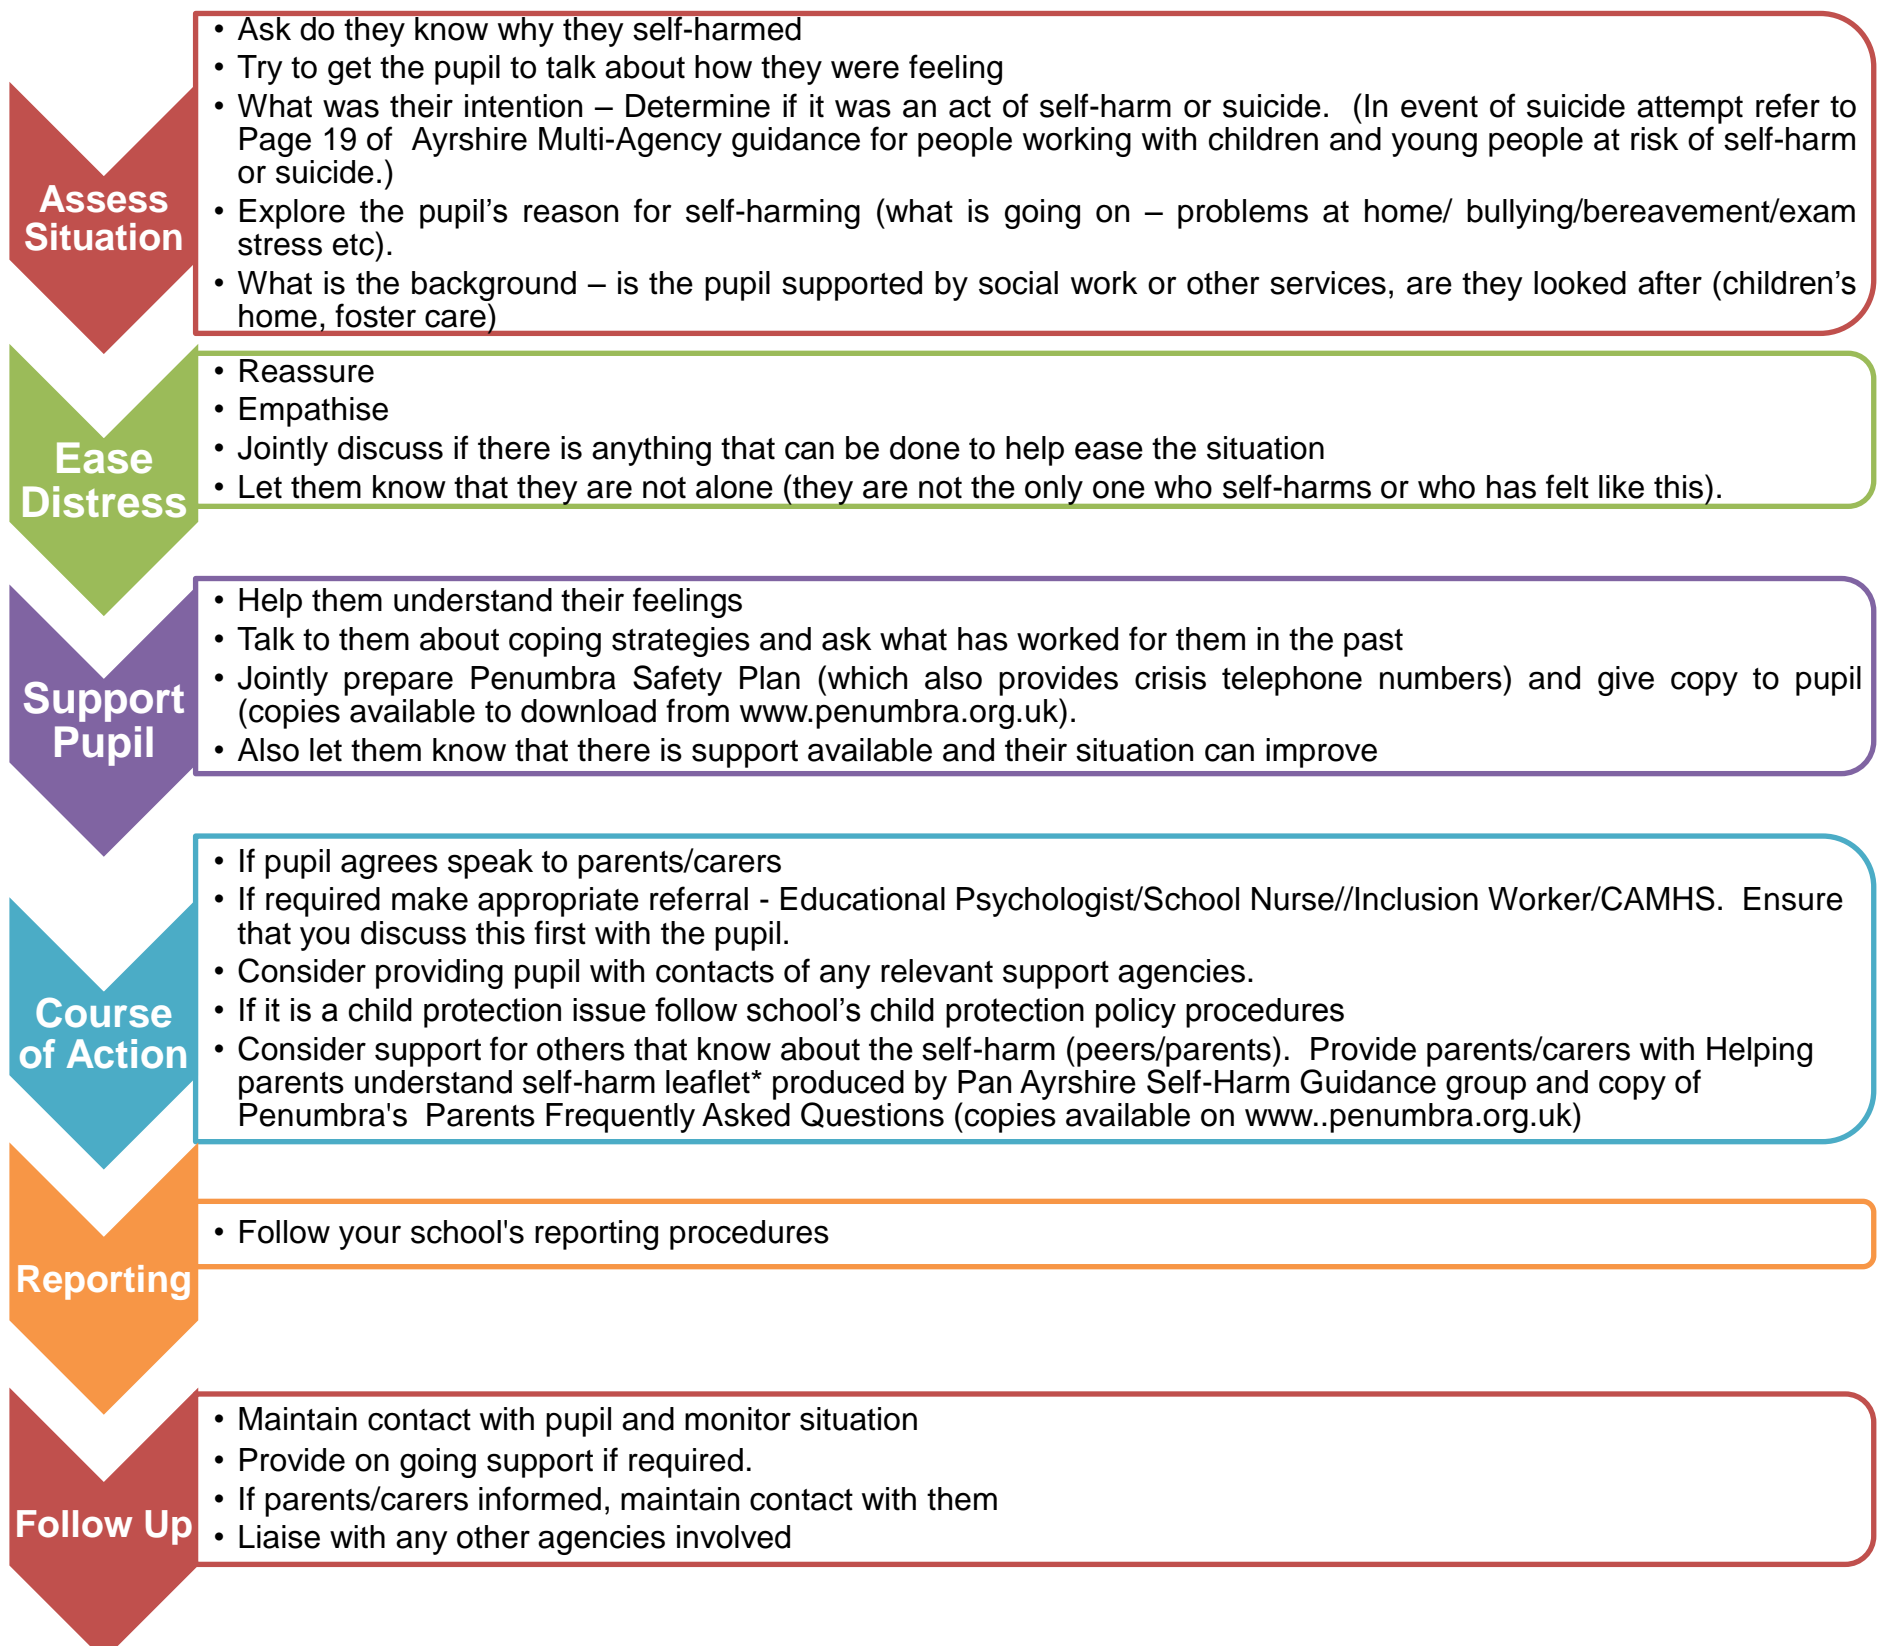 • Ask do they know why they self-harmed
• Try to get the pupil to talk about how they were feeling
• What was their intention – Determine if it was an act of self-harm or suicide.  (In event of suicide attempt refer to
Page 19 of  Ayrshire Multi-Agency guidance for people working with children and young people at risk of self-harm
or suicide.)
• Explore the pupil's reason for self-harming (what is going on – problems at home/ bullying/bereavement/exam
stress etc).
• What is the background – is the pupil supported by social work or other services, are they looked after (children's
home, foster care)
Assess
Situation
• Reassure
• Empathise
• Jointly discuss if there is anything that can be done to help ease the situation
• Let them know that they are not alone (they are not the only one who self-harms or who has felt like this).
Ease
Distress
• Help them understand their feelings
• Talk to them about coping strategies and ask what has worked for them in the past
• Jointly prepare Penumbra Safety Plan (which also provides crisis telephone numbers) and give copy to pupil
(copies available to download from www.penumbra.org.uk).
• Also let them know that there is support available and their situation can improve
Support
Pupil
• If pupil agrees speak to parents/carers
• If required make appropriate referral - Educational Psychologist/School Nurse//Inclusion Worker/CAMHS.  Ensure
that you discuss this first with the pupil.
• Consider providing pupil with contacts of any relevant support agencies.
• If it is a child protection issue follow school's child protection policy procedures
• Consider support for others that know about the self-harm (peers/parents).  Provide parents/carers with Helping
parents understand self-harm leaflet* produced by Pan Ayrshire Self-Harm Guidance group and copy of
Penumbra's  Parents Frequently Asked Questions (copies available on www..penumbra.org.uk)
Course
of Action
• Follow your school's reporting procedures
Reporting
• Maintain contact with pupil and monitor situation
• Provide on going support if required.
• If parents/carers informed, maintain contact with them
• Liaise with any other agencies involved
Follow Up